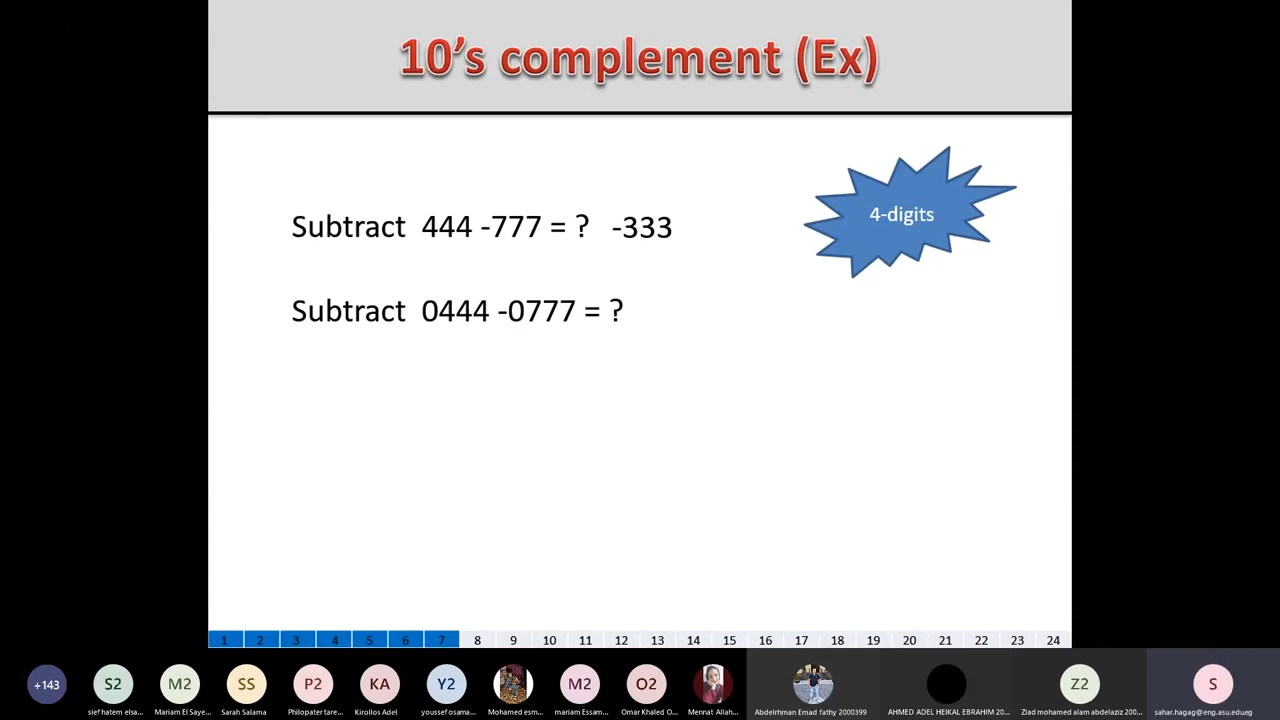 10's complement (Ex)
4-digits
Subtract 444 -777 = ? -333
Subtract 0444 -0777 = ?
1 2 3 4 5 6 7 8 9 10 11 12 13 14 15 16 17 18 19 20 21 22 23 24
+143 S2 M2 SS P2 KA Y2 M2 O2 Z2 S
sief hatem elsa... Mariam El Saye... Sarah Salama Philopater tare... Kirollos Adel youssef osama... Mohamed esm... mariam Essam... Omar Khaled O... Mennat Allah... Abdelrhman Emad fathy 2000399 AHMED ADEL HEIKAL EBRAHIM 20... Ziad mohamed alam abdelaziz 200... sahar.hagag@eng.asu.edueg